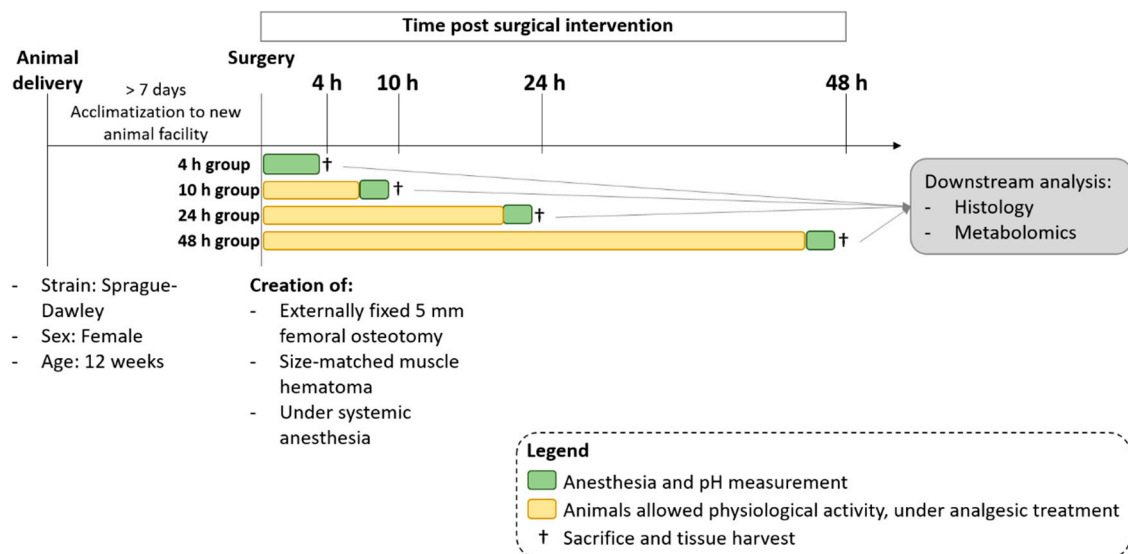 Time post surgical intervention
Animal
delivery
Surgery
4 h
10 h
24 h
48 h
> 7 days
Acclimatization to new
animal facility
4 h group
†
10 h group
†
24 h group
†
48 h group
†
Downstream analysis:
- Histology
- Metabolomics
- Strain: Sprague-
Dawley
- Sex: Female
- Age: 12 weeks
Creation of:
- Externally fixed 5 mm
femoral osteotomy
- Size-matched muscle
hematoma
- Under systemic
anesthesia
Legend
Anesthesia and pH measurement
Animals allowed physiological activity, under analgesic treatment
† Sacrifice and tissue harvest